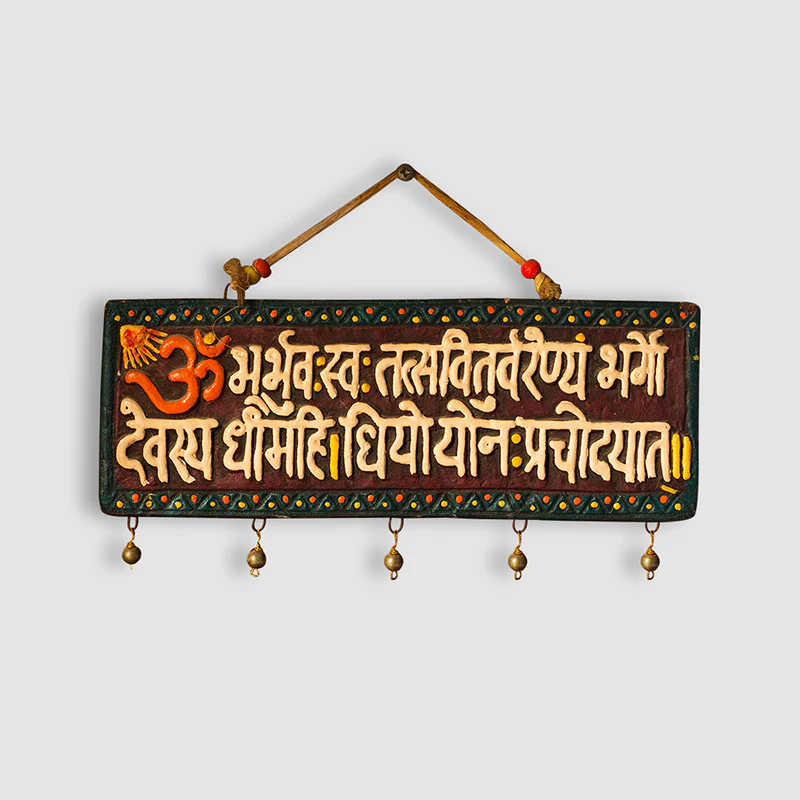 ॐ भूर्भुवः स्वः तत्सवितुर्वरेण्यं भर्गो
देवस्य धीमहि। धियो योनः प्रचोदयात्॥